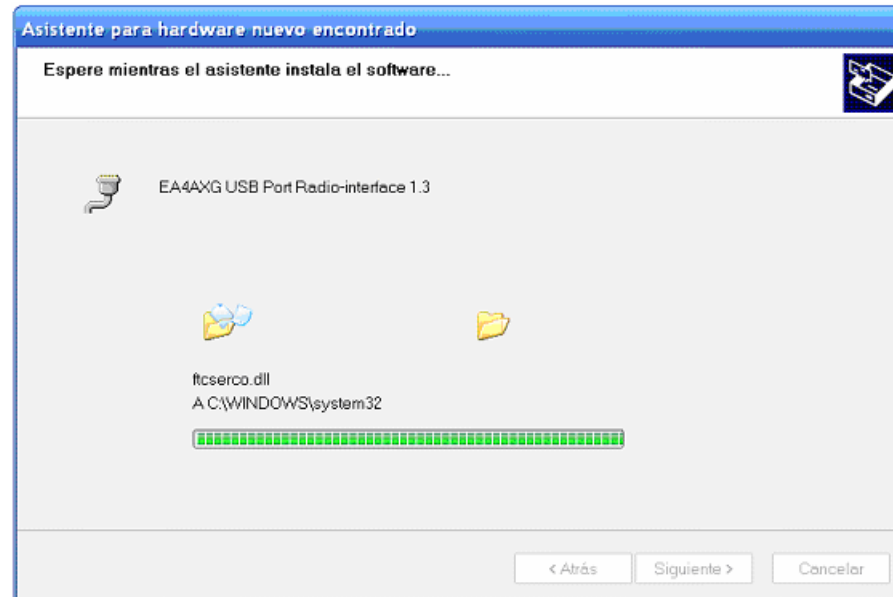 Asistente para hardware nuevo encontrado
Espere mientras el asistente instala el software...
EA4AXG USB Port Radio-interface 1.3
ftcserco.dll
A C:\WINDOWS\system32
< Atrás Siguiente > Cancelar